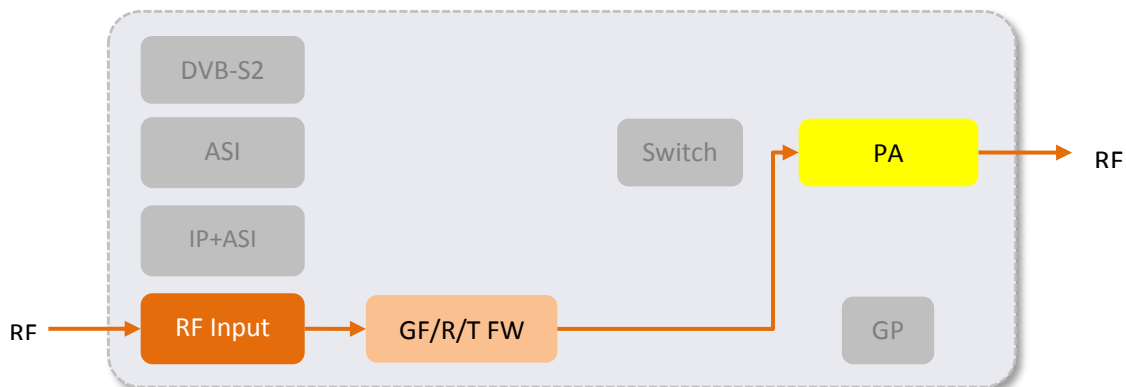 DVB-S2
ASI
Switch
PA
RF
IP+ASI
RF
RF Input
GF/R/T FW
GP